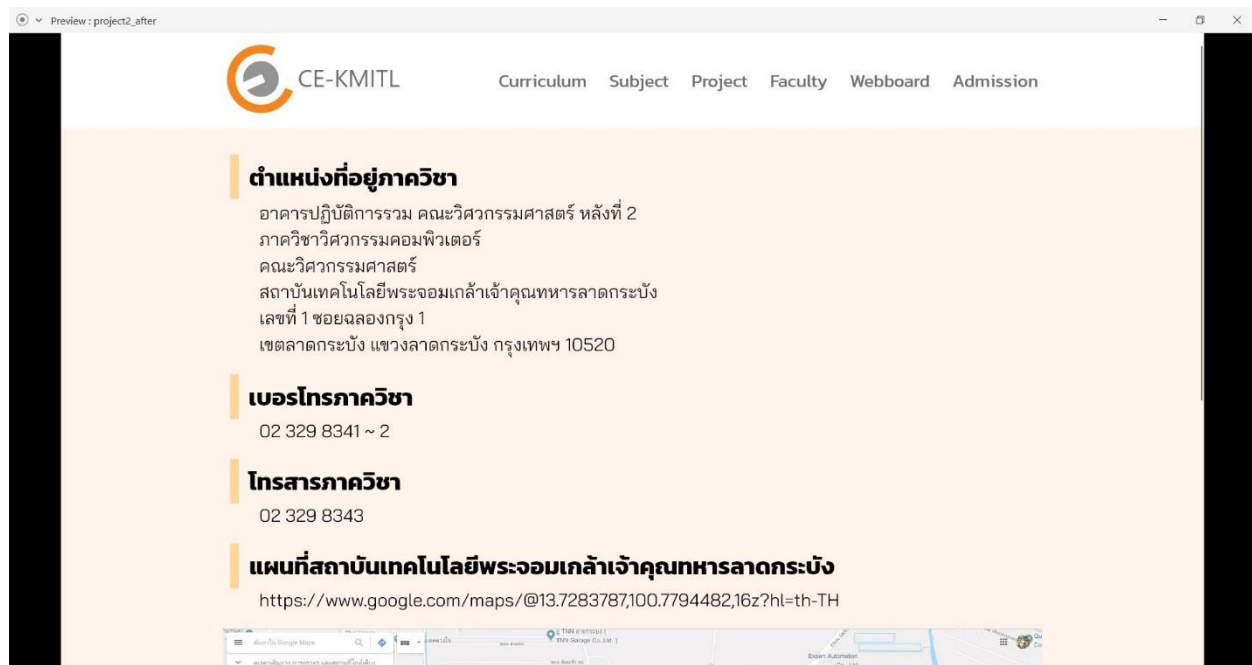 Preview : project2_after
CE-KMITL
Curriculum Subject Project Faculty Webboard Admission
ตำแหน่งที่อยู่ภาควิชา
อาคารปฏิบัติการรวม คณะวิศวกรรมศาสตร์ หลังที่ 2
ภาควิชาวิศวกรรมคอมพิวเตอร์
คณะวิศวกรรมศาสตร์
สถาบันเทคโนโลยีพระจอมเกล้าเจ้าคุณทหารลาดกระบัง
เลขที่ 1 ซอยฉลองกรุง 1
เขตลาดกระบัง แขวงลาดกระบัง กรุงเทพฯ 10520
เบอรโทรภาควิชา
02 329 8341 ~ 2
โทรสารภาควิชา
02 329 8343
แผนที่สถาบันเทคโนโลยีพระจอมเกล้าเจ้าคุณทหารลาดกระบัง
https://www.google.com/maps/@13.7283787,100.7794482,16z?hl=th-TH
ค้นหาใน Google Maps
TNN Garage Co.,Ltd.
Expert Automation